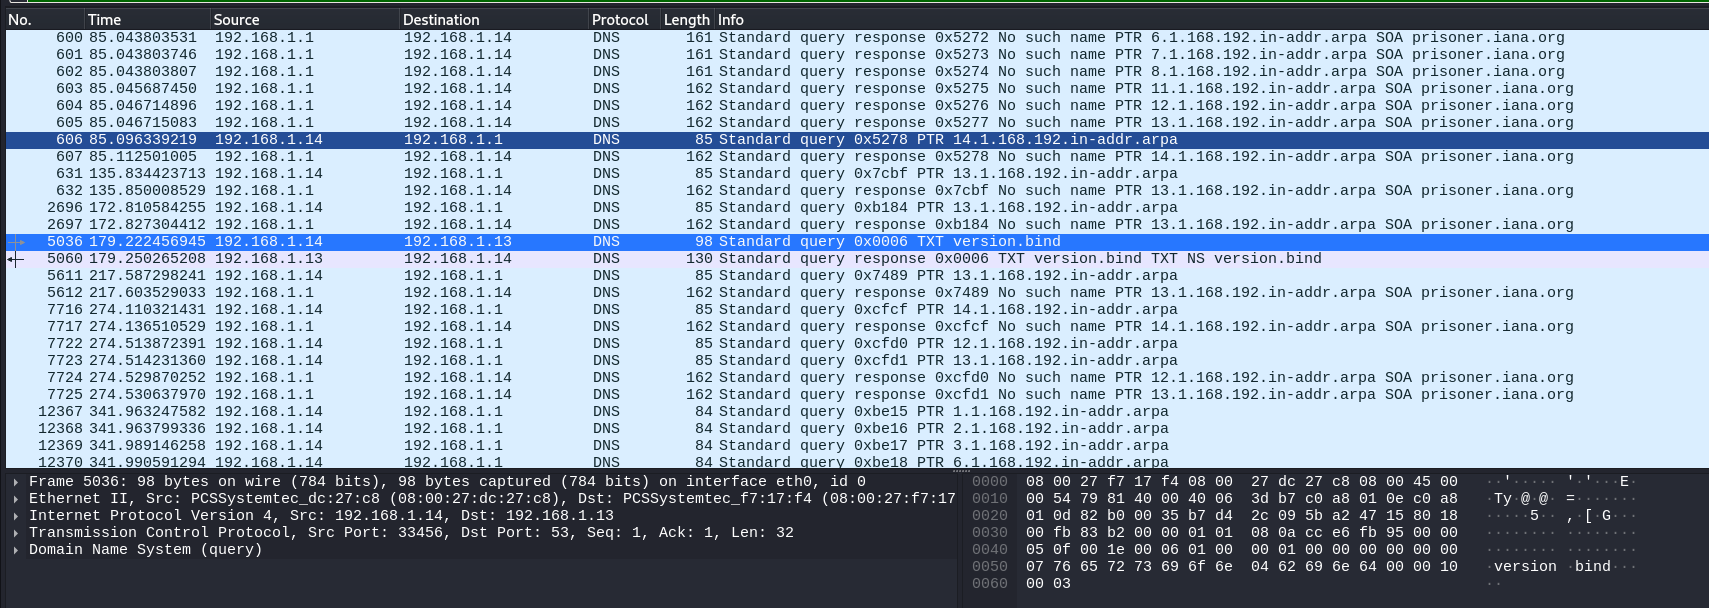 No. Time Source Destination Protocol Length Info
600 85.043803531 192.168.1.1 192.168.1.14 DNS 161 Standard query response 0x5272 No such name PTR 6.1.168.192.in-addr.arpa SOA prisoner.iana.org
601 85.043803746 192.168.1.1 192.168.1.14 DNS 161 Standard query response 0x5273 No such name PTR 7.1.168.192.in-addr.arpa SOA prisoner.iana.org
602 85.043803807 192.168.1.1 192.168.1.14 DNS 161 Standard query response 0x5274 No such name PTR 8.1.168.192.in-addr.arpa SOA prisoner.iana.org
603 85.045687450 192.168.1.1 192.168.1.14 DNS 162 Standard query response 0x5275 No such name PTR 11.1.168.192.in-addr.arpa SOA prisoner.iana.org
604 85.046714896 192.168.1.1 192.168.1.14 DNS 162 Standard query response 0x5276 No such name PTR 12.1.168.192.in-addr.arpa SOA prisoner.iana.org
605 85.046715083 192.168.1.1 192.168.1.14 DNS 162 Standard query response 0x5277 No such name PTR 13.1.168.192.in-addr.arpa SOA prisoner.iana.org
606 85.096339219 192.168.1.14 192.168.1.1 DNS 85 Standard query 0x5278 PTR 14.1.168.192.in-addr.arpa
607 85.112501005 192.168.1.1 192.168.1.14 DNS 162 Standard query response 0x5278 No such name PTR 14.1.168.192.in-addr.arpa SOA prisoner.iana.org
631 135.834423713 192.168.1.14 192.168.1.1 DNS 85 Standard query 0x7cbf PTR 13.1.168.192.in-addr.arpa
632 135.850008529 192.168.1.1 192.168.1.14 DNS 162 Standard query response 0x7cbf No such name PTR 13.1.168.192.in-addr.arpa SOA prisoner.iana.org
2696 172.810584255 192.168.1.14 192.168.1.1 DNS 85 Standard query 0xb184 PTR 13.1.168.192.in-addr.arpa
2697 172.827304412 192.168.1.1 192.168.1.14 DNS 162 Standard query response 0xb184 No such name PTR 13.1.168.192.in-addr.arpa SOA prisoner.iana.org
5036 179.222456945 192.168.1.14 192.168.1.13 DNS 98 Standard query 0x0006 TXT version.bind
5060 179.250265208 192.168.1.13 192.168.1.14 DNS 130 Standard query response 0x0006 TXT version.bind TXT NS version.bind
5611 217.587298241 192.168.1.14 192.168.1.1 DNS 85 Standard query 0x7489 PTR 13.1.168.192.in-addr.arpa
5612 217.603529033 192.168.1.1 192.168.1.14 DNS 162 Standard query response 0x7489 No such name PTR 13.1.168.192.in-addr.arpa SOA prisoner.iana.org
7716 274.110321431 192.168.1.14 192.168.1.1 DNS 85 Standard query 0xcfcf PTR 14.1.168.192.in-addr.arpa
7717 274.136510529 192.168.1.1 192.168.1.14 DNS 162 Standard query response 0xcfcf No such name PTR 14.1.168.192.in-addr.arpa SOA prisoner.iana.org
7722 274.513872391 192.168.1.14 192.168.1.1 DNS 85 Standard query 0xcfd0 PTR 12.1.168.192.in-addr.arpa
7723 274.514231360 192.168.1.14 192.168.1.1 DNS 85 Standard query 0xcfd1 PTR 13.1.168.192.in-addr.arpa
7724 274.529870252 192.168.1.1 192.168.1.14 DNS 162 Standard query response 0xcfd0 No such name PTR 12.1.168.192.in-addr.arpa SOA prisoner.iana.org
7725 274.530637970 192.168.1.1 192.168.1.14 DNS 162 Standard query response 0xcfd1 No such name PTR 13.1.168.192.in-addr.arpa SOA prisoner.iana.org
12367 341.963247582 192.168.1.14 192.168.1.1 DNS 84 Standard query 0xbe15 PTR 1.1.168.192.in-addr.arpa
12368 341.963799336 192.168.1.14 192.168.1.1 DNS 84 Standard query 0xbe16 PTR 2.1.168.192.in-addr.arpa
12369 341.989146258 192.168.1.14 192.168.1.1 DNS 84 Standard query 0xbe17 PTR 3.1.168.192.in-addr.arpa
12370 341.990591294 192.168.1.14 192.168.1.1 DNS 84 Standard query 0xbe18 PTR 6.1.168.192.in-addr.arpa
Frame 5036: 98 bytes on wire (784 bits), 98 bytes captured (784 bits) on interface eth0, id 0
Ethernet II, Src: PCSSystemtec_dc:27:c8 (08:00:27:dc:27:c8), Dst: PCSSystemtec_f7:17:f4 (08:00:27:f7:17
Internet Protocol Version 4, Src: 192.168.1.14, Dst: 192.168.1.13
Transmission Control Protocol, Src Port: 33456, Dst Port: 53, Seq: 1, Ack: 1, Len: 32
Domain Name System (query)
0000 08 00 27 f7 17 f4 08 00 27 dc 27 c8 08 00 45 00 ··'····· '·'···E·
0010 00 54 79 81 40 00 40 06 3d b7 c0 a8 01 0e c0 a8 ·Ty·@·@· =·······
0020 01 0d 82 b0 00 35 b7 d4 2c 09 5b a2 47 15 80 18 ·····5·· ,·[·G···
0030 00 fb 83 b2 00 00 01 01 08 0a cc e6 fb 95 00 00 ········ ········
0040 05 0f 00 1e 00 06 01 00 00 01 00 00 00 00 00 00 ········ ········
0050 07 76 65 72 73 69 6f 6e 04 62 69 6e 64 00 00 10 ·version ·bind···
0060 00 03 ··